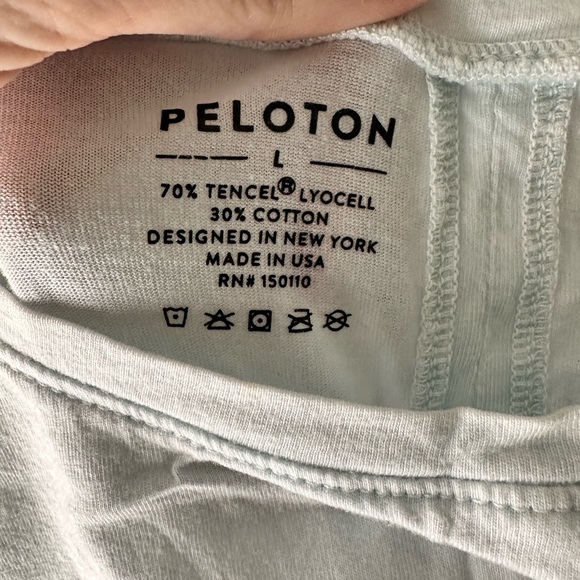 PELOTON
L
70% TENCEL® LYOCELL
30% COTTON
DESIGNED IN NEW YORK
MADE IN USA
RN# 150110